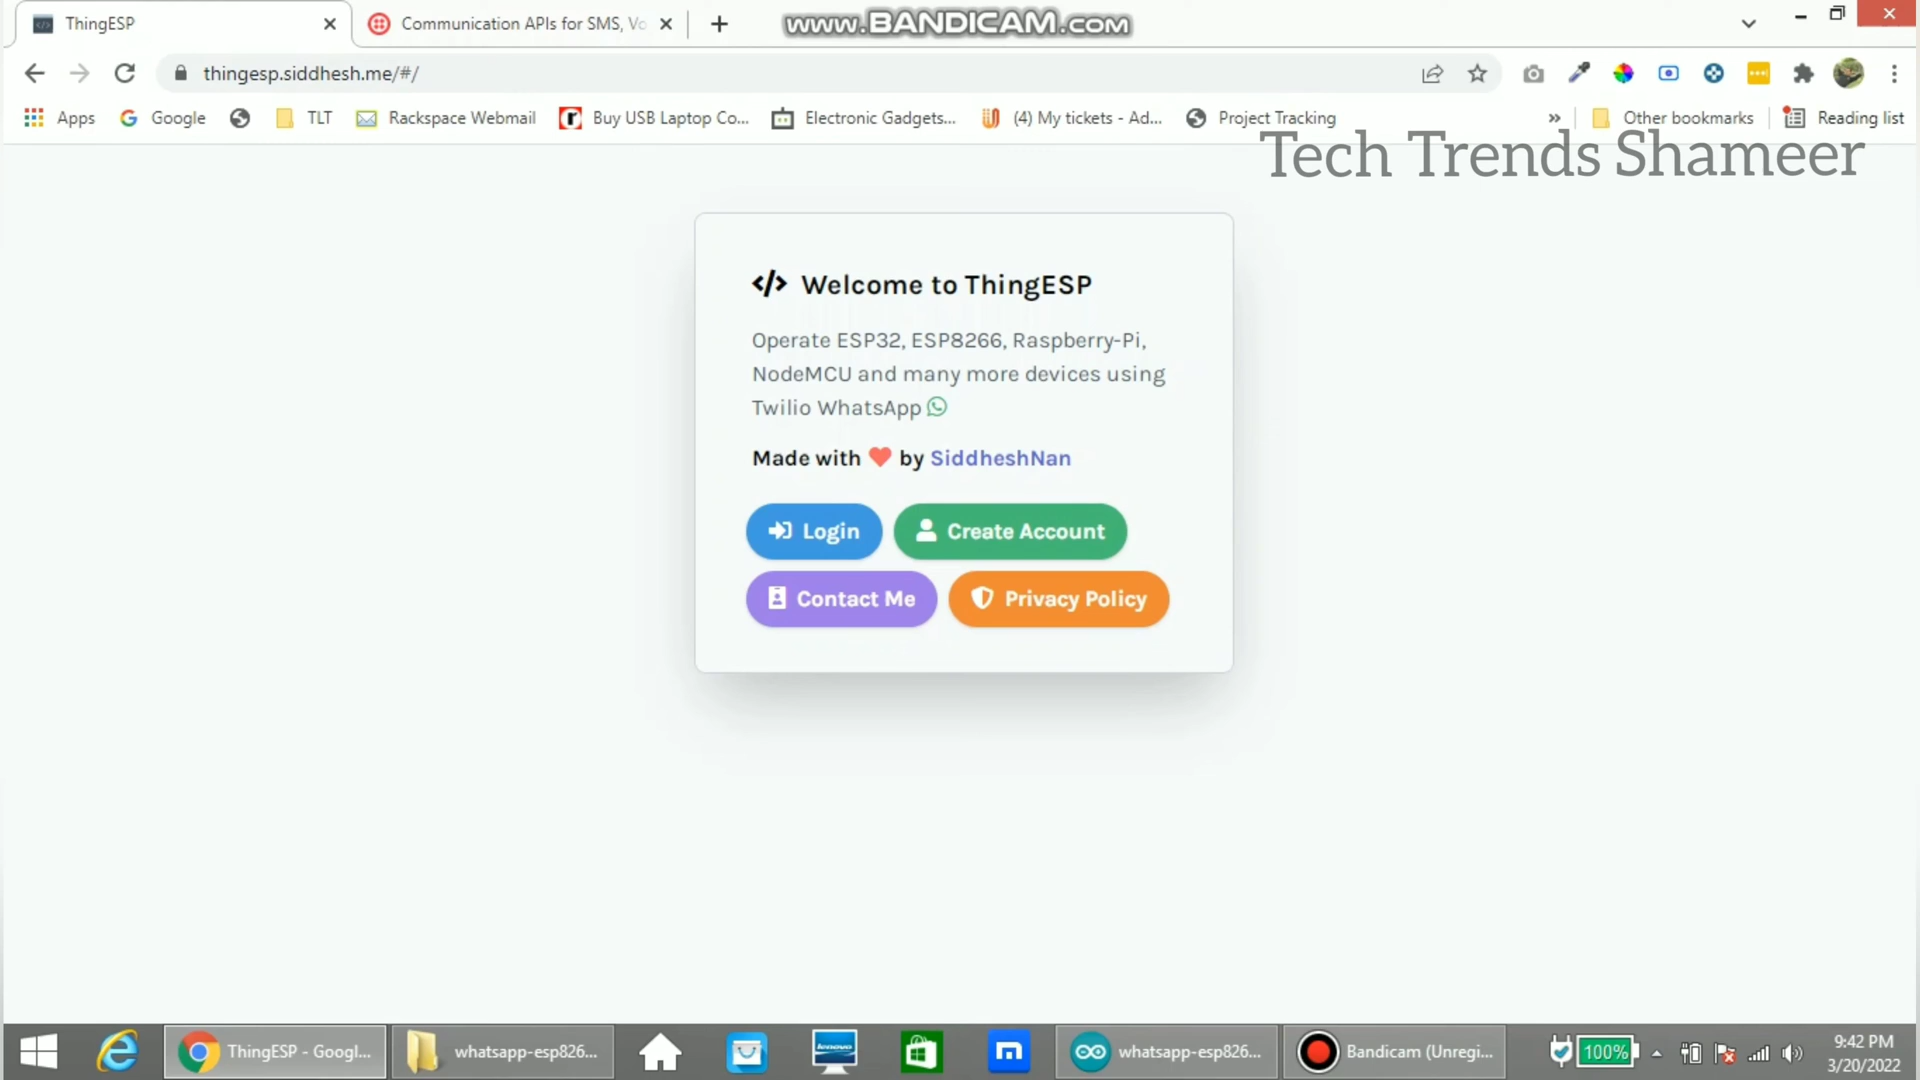 ThingESP
Communication APIs for SMS, Vo
www.BANDICAM.com
thingesp.siddhesh.me/#/
Apps
Google
TLT
Rackspace Webmail
Buy USB Laptop Co...
Electronic Gadgets...
(4) My tickets - Ad...
Project Tracking
»
Other bookmarks
Reading list
Tech Trends Shameer
</> Welcome to ThingESP
Operate ESP32, ESP8266, Raspberry-Pi,
NodeMCU and many more devices using
Twilio WhatsApp
Made with ❤ by SiddheshNan
Login
Create Account
Contact Me
Privacy Policy
ThingESP - Googl...
whatsapp-esp826...
lenovo
whatsapp-esp826...
Bandicam (Unregi...
100%
9:42 PM
3/20/2022